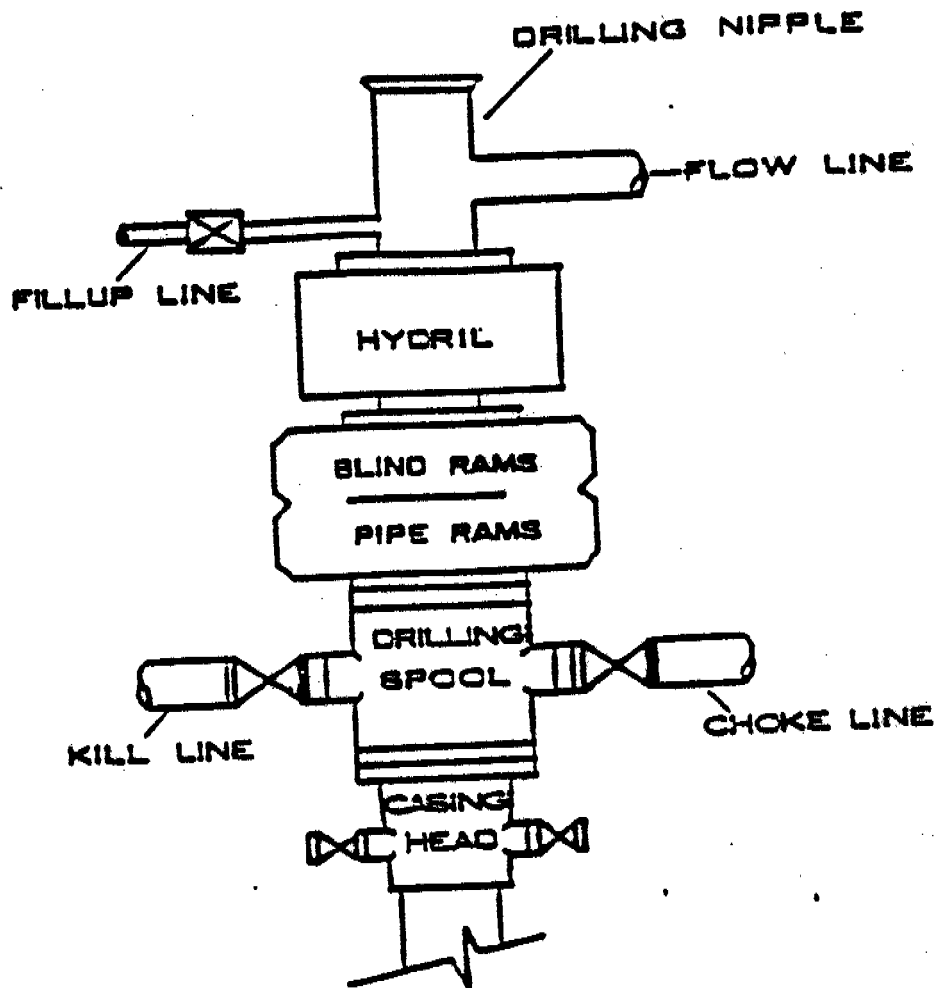 DRILLING NIPPLE
FLOW LINE
FILLUP LINE
HYDRIL
BLIND RAMS
PIPE RAMS
DRILLING
SPOOL
KILL LINE
CHOKE LINE
CASING
HEAD